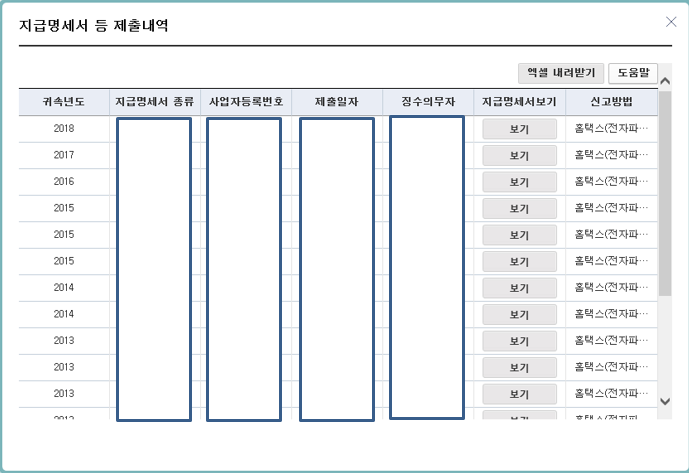 지급명세서 등 제출내역
엑셀 내려받기 도움말
귀속년도 지급명세서 종류 사업자등록번호 제출일자 징수의무자 지급명세서보기 신고방법
2018 보기 홈택스(전자파…
2017 보기 홈택스(전자파…
2016 보기 홈택스(전자파…
2015 보기 홈택스(전자파…
2015 보기 홈택스(전자파…
2015 보기 홈택스(전자파…
2014 보기 홈택스(전자파…
2014 보기 홈택스(전자파…
2013 보기 홈택스(전자파…
2013 보기 홈택스(전자파…
2013 보기 홈택스(전자파…